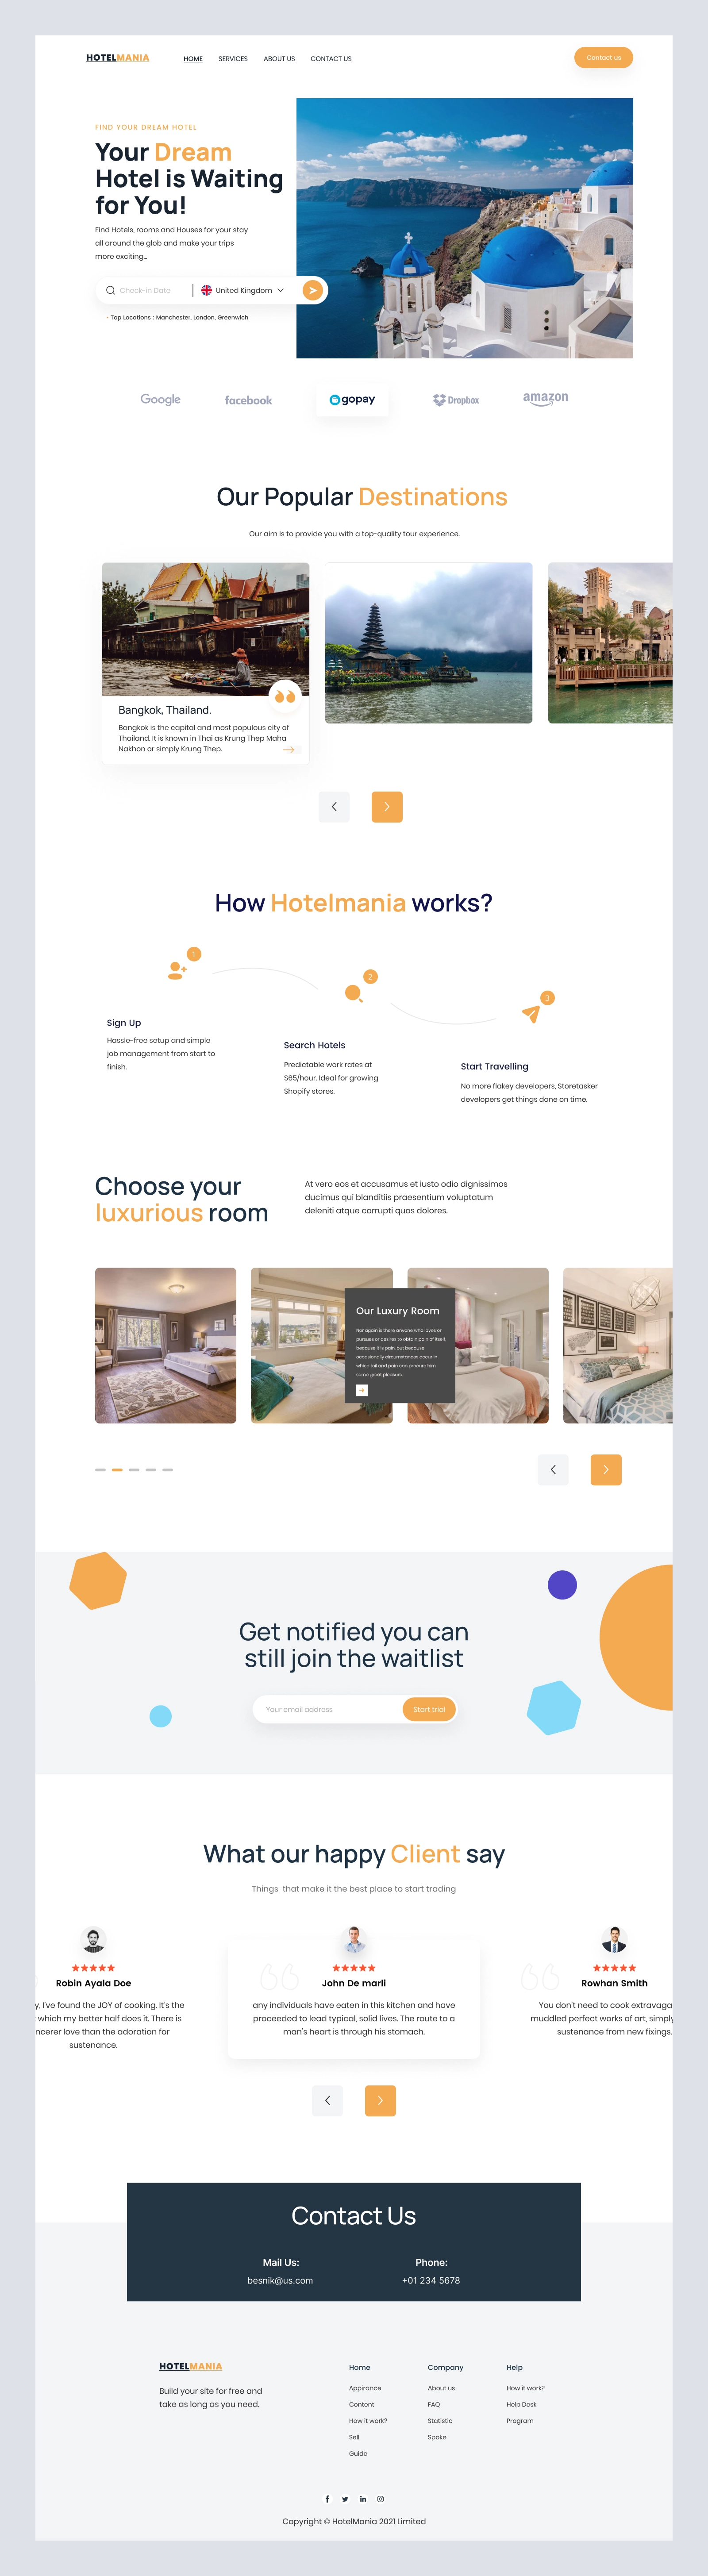 HOTELMANIA
HOME
SERVICES
ABOUT US
CONTACT US
Contact us
FIND YOUR DREAM HOTEL
Your Dream
Hotel is Waiting
for You!
Find Hotels, rooms and Houses for your stay
all around the glob and make your trips
more exciting...
Check-in Date
United Kingdom
- Top Locations : Manchester, London, Greenwich
Google
facebook
gopay
Dropbox
amazon
Our Popular Destinations
Our aim is to provide you with a top-quality tour experience.
Bangkok, Thailand.
Bangkok is the capital and most populous city of
Thailand. It is known in Thai as Krung Thep Maha
Nakhon or simply Krung Thep.
How Hotelmania works?
1
2
3
Sign Up
Hassle-free setup and simple
job management from start to
finish.
Search Hotels
Predictable work rates at
$65/hour. Ideal for growing
Shopify stores.
Start Travelling
No more flakey developers, Storetasker
developers get things done on time.
Choose your
luxurious room
At vero eos et accusamus et iusto odio dignissimos
ducimus qui blanditiis praesentium voluptatum
deleniti atque corrupti quos dolores.
Our Luxury Room
Nor again is there anyone who loves or
pursues or desires to obtain pain of itself,
because it is pain, but because
occasionally circumstances occur in
which toil and pain can procure him
some great pleasure.
Get notified you can
still join the waitlist
Your email address
Start trial
What our happy Client say
Things that make it the best place to start trading
Robin Ayala Doe
y, I've found the JOY of cooking. It's the
which my better half does it. There is
ncerer love than the adoration for
sustenance.
John De marli
any individuals have eaten in this kitchen and have
proceeded to lead typical, solid lives. The route to a
man's heart is through his stomach.
Rowhan Smith
You don't need to cook extravaga
muddled perfect works of art, simply
sustenance from new fixings.
Contact Us
Mail Us:
besnik@us.com
Phone:
+01 234 5678
HOTELMANIA
Build your site for free and
take as long as you need.
Home
Appirance
Content
How it work?
Sell
Guide
Company
About us
FAQ
Statistic
Spoke
Help
How it work?
Help Desk
Program
Copyright © HotelMania 2021 Limited